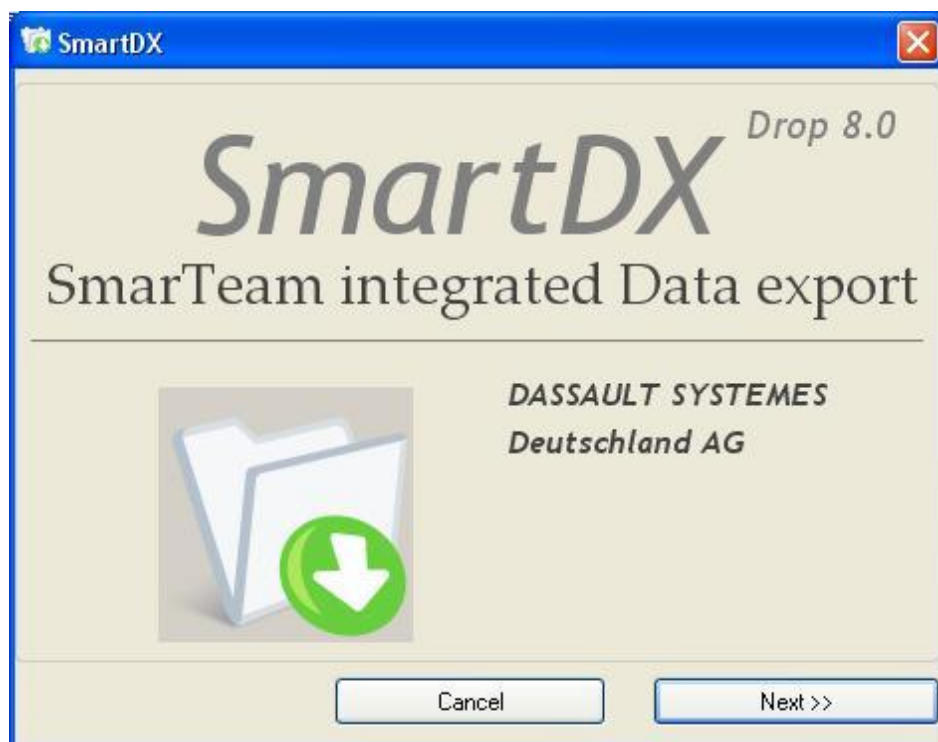 SmartDX
Drop 8.0
SmartDX
SmarTeam integrated Data export
DASSAULT SYSTEMES
Deutschland AG
Cancel
Next >>